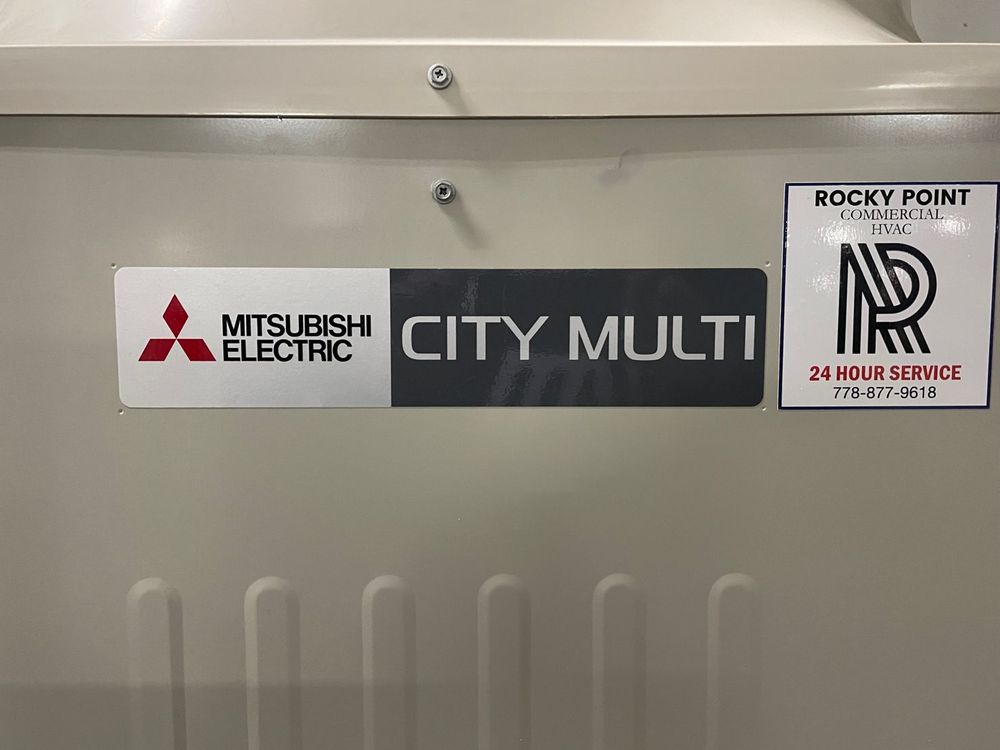 MITSUBISHI
ELECTRIC
CITY MULTI
ROCKY POINT
COMMERCIAL
HVAC
24 HOUR SERVICE
778-877-9618